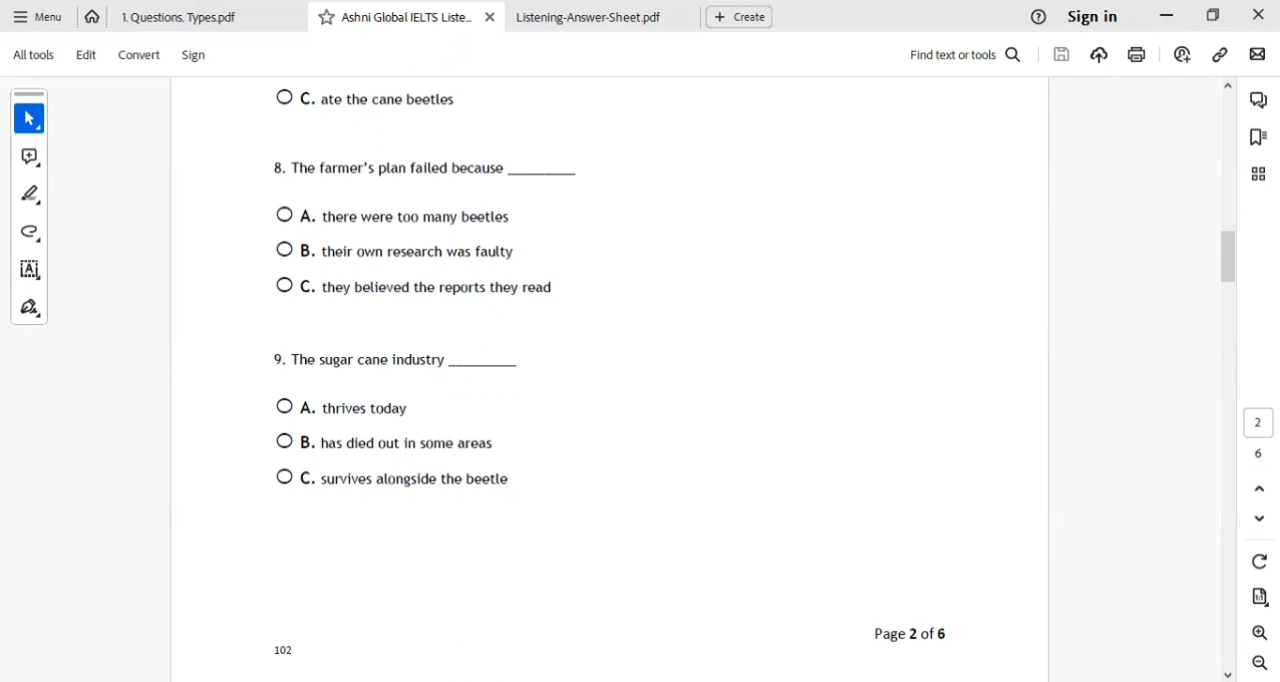 Menu 1. Questions. Types.pdf Ashni Global IELTS Liste... Listening-Answer-Sheet.pdf + Create Sign in
All tools Edit Convert Sign Find text or tools
C. ate the cane beetles
8. The farmer's plan failed because _________
A. there were too many beetles
B. their own research was faulty
C. they believed the reports they read
9. The sugar cane industry _________
A. thrives today
B. has died out in some areas
C. survives alongside the beetle
2
6
Page 2 of 6
102